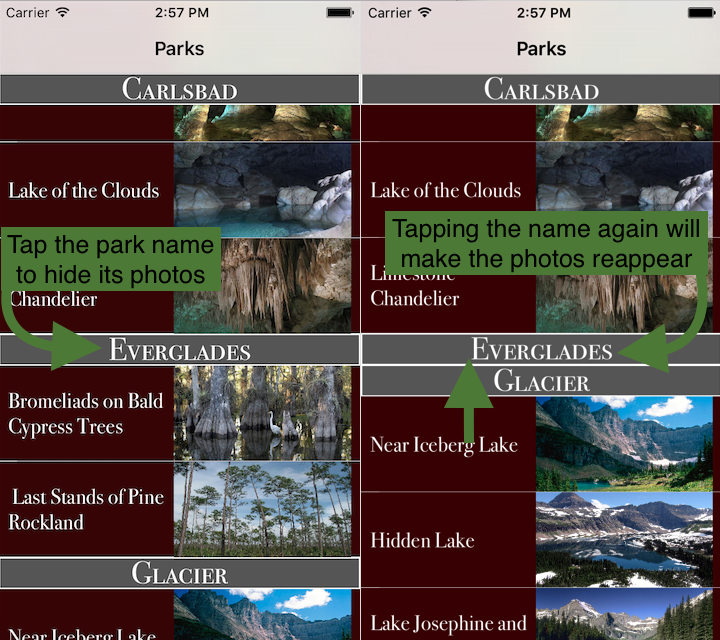 Carrier 2:57 PM
Parks
Carlsbad
Lake of the Clouds
Tap the park name
to hide its photos
Chandelier
Everglades
Bromeliads on Bald
Cypress Trees
Last Stands of Pine
Rockland
Glacier
Near Iceberg Lake
Carrier 2:57 PM
Parks
Carlsbad
Lake of the Clouds
Tapping the name again will
make the photos reappear
Limestone
Chandelier
Everglades
Glacier
Near Iceberg Lake
Hidden Lake
Lake Josephine and